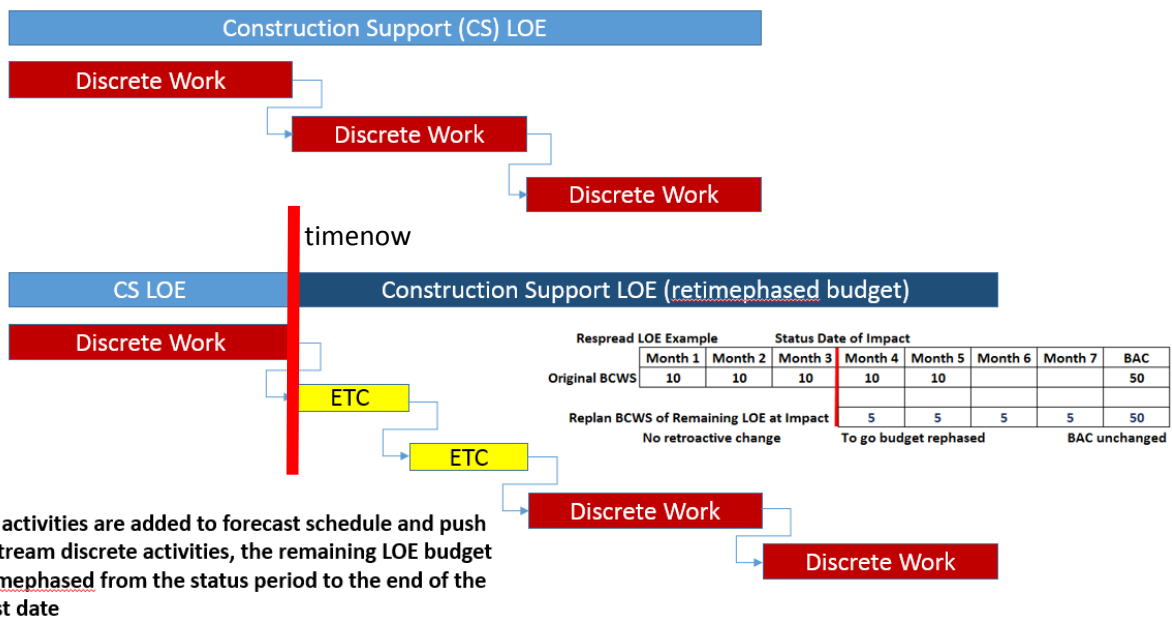 Construction Support (CS) LOE
Discrete Work
Discrete Work
Discrete Work
timenow
CS LOE
Construction Support LOE (retimephased budget)
Discrete Work
ETC
ETC
Discrete Work
Discrete Work
Respread LOE Example Status Date of Impact
Month 1 Month 2 Month 3 Month 4 Month 5 Month 6 Month 7 BAC
Original BCWS 10 10 10 10 10 50
Replan BCWS of Remaining LOE at Impact 5 5 5 5 50
No retroactive change To go budget rephased BAC unchanged
activities are added to forecast schedule and push
tream discrete activities, the remaining LOE budget
mephased from the status period to the end of the
st date